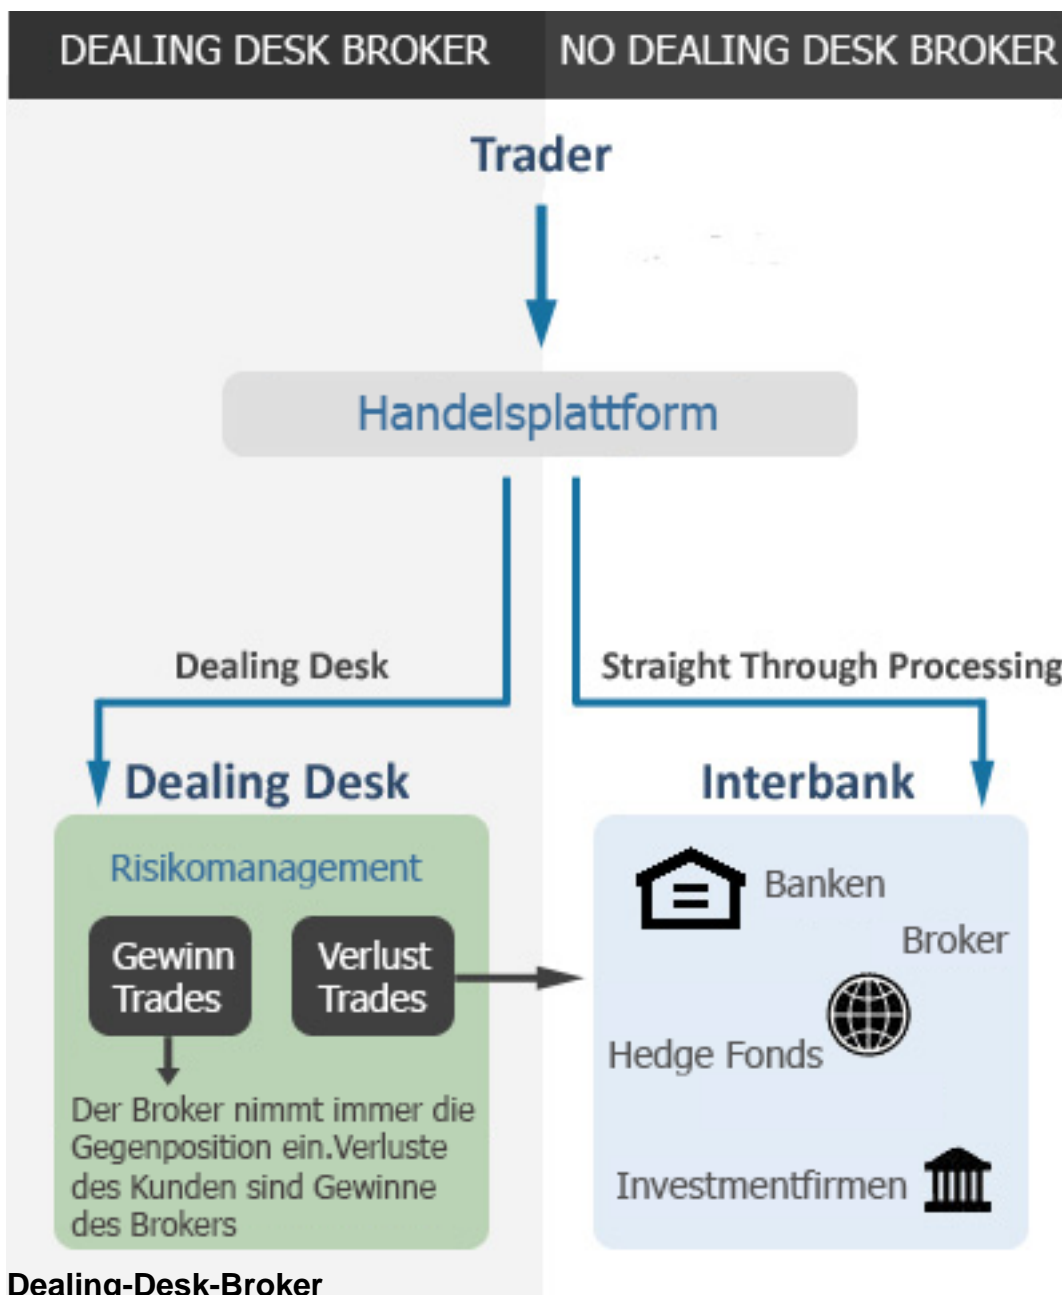 DEALING DESK BROKER
NO DEALING DESK BROKER
Trader
Handelsplattform
Dealing Desk
Straight Through Processing
Dealing Desk
Interbank
Risikomanagement
Gewinn
Trades
Verlust
Trades
Der Broker nimmt immer die
Gegenposition ein.Verluste
des Kunden sind Gewinne
des Brokers
Banken
Broker
Hedge Fonds
Investmentfirmen
Dealing-Desk-Broker